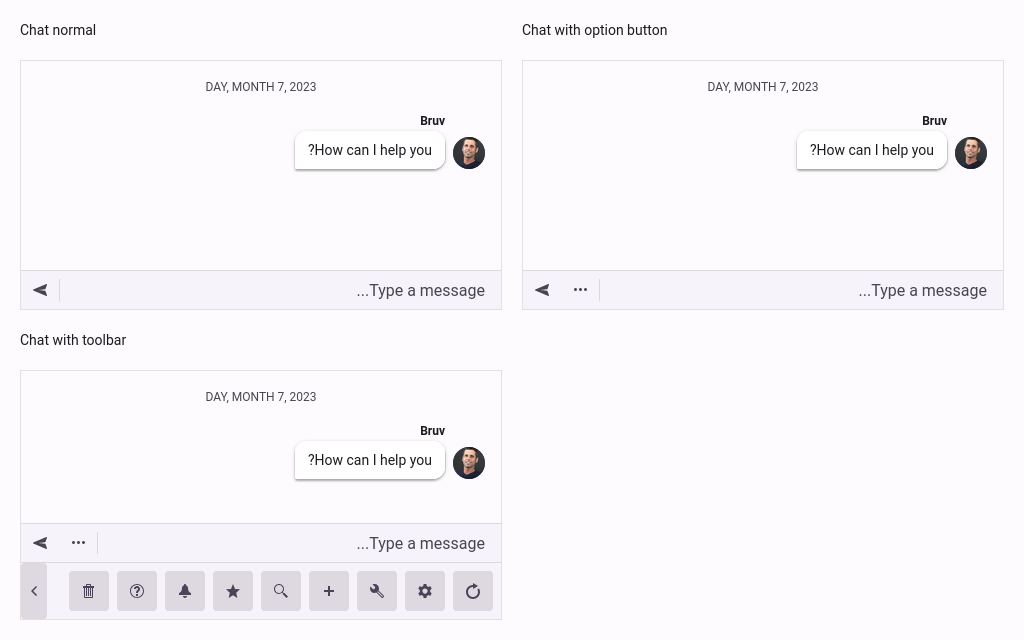 Chat normal
DAY, MONTH 7, 2023
Bruv
?How can I help you
...Type a message
Chat with option button
DAY, MONTH 7, 2023
Bruv
?How can I help you
...Type a message
Chat with toolbar
DAY, MONTH 7, 2023
Bruv
?How can I help you
...Type a message